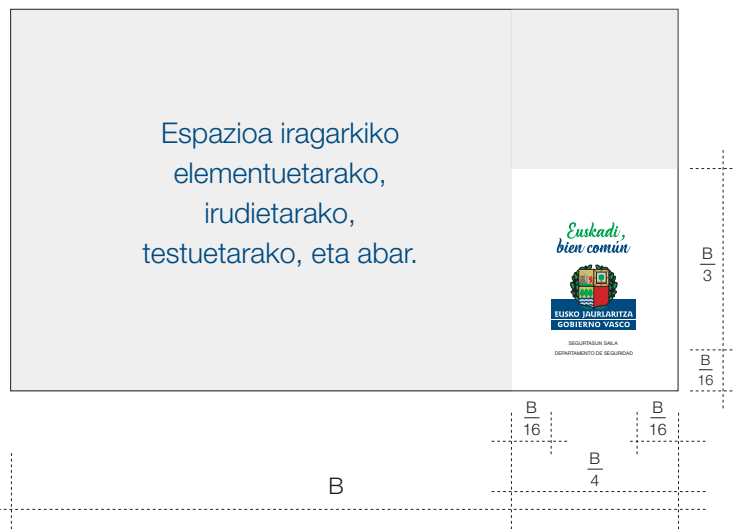 Espazioa iragarkiko
elementuetarako,
irudietarako,
testuetarako, eta abar.
Euskadi,
bien común
EUSKO JAURLARITZA
GOBIERNO VASCO
SEGURTASUN SAILA
DEPARTAMENTO DE SEGURIDAD
B
3
B
16
B
16
B
16
B
4
B